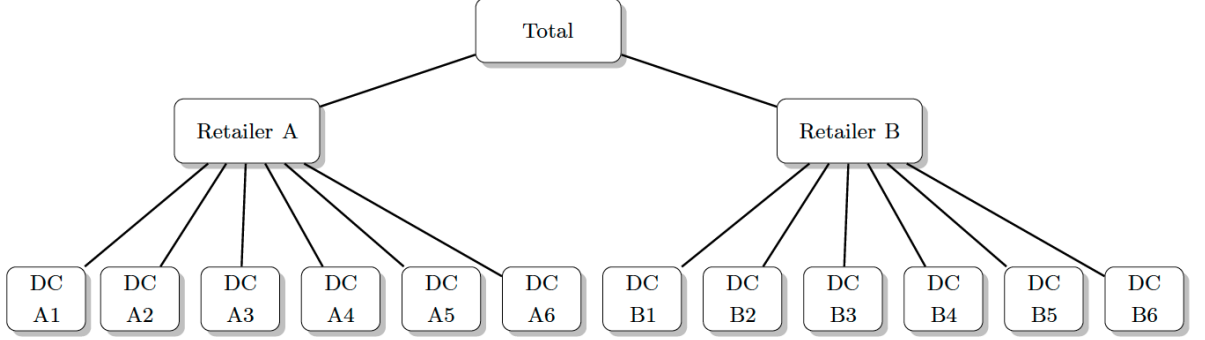 Total
Retailer A
Retailer B
DC
A1
DC
A2
DC
A3
DC
A4
DC
A5
DC
A6
DC
B1
DC
B2
DC
B3
DC
B4
DC
B5
DC
B6